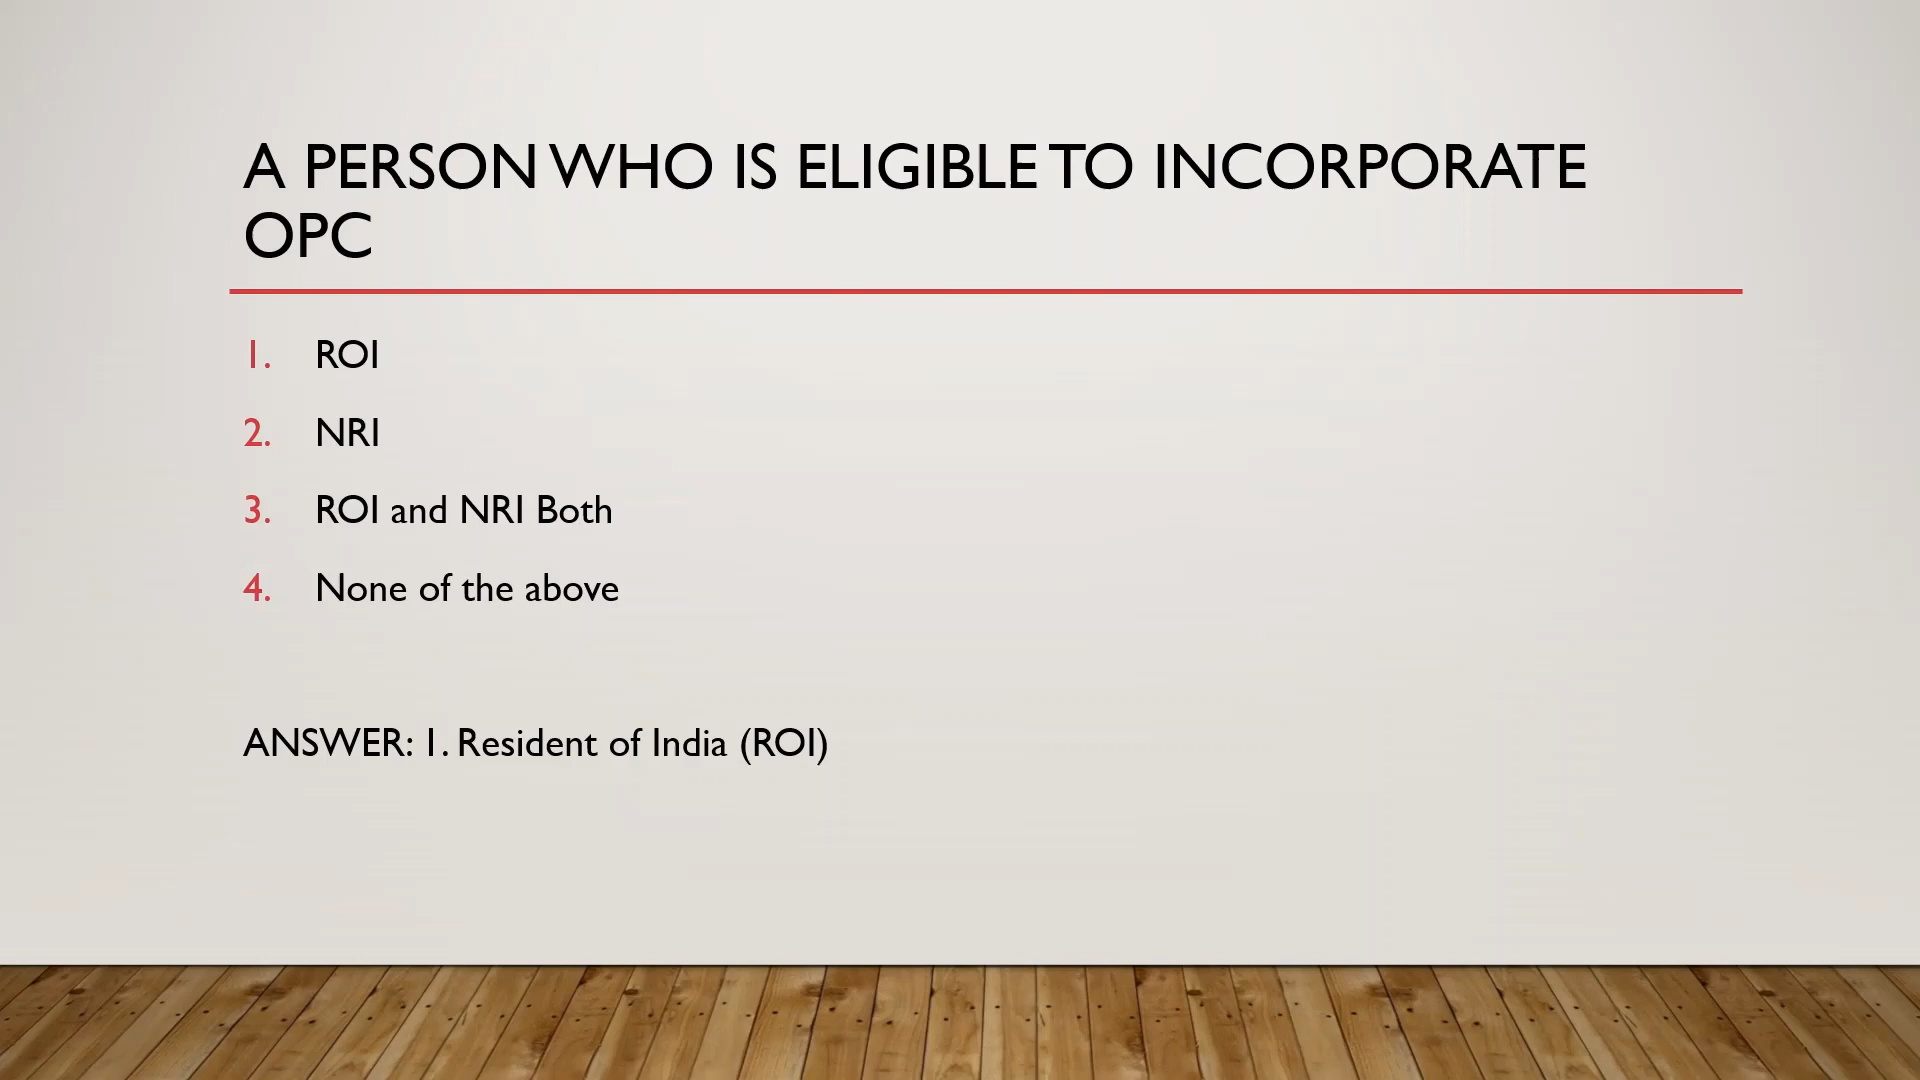 A PERSON WHO IS ELIGIBLE TO INCORPORATE
OPC
1. ROI
2. NRI
3. ROI and NRI Both
4. None of the above
ANSWER: 1. Resident of India (ROI)